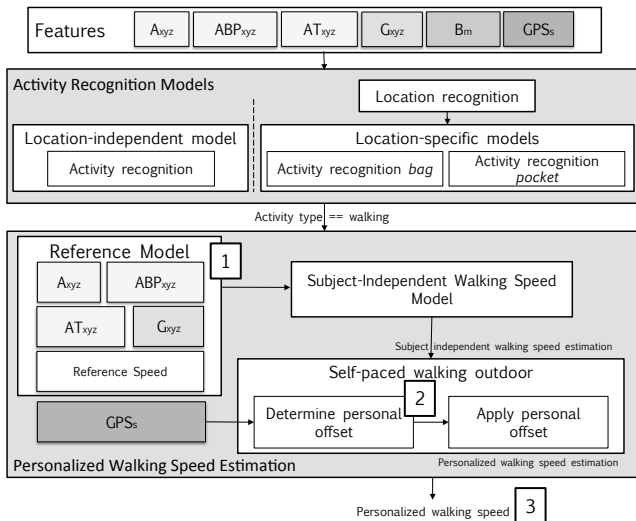 Features
Axyz
ABPxyz
ATxyz
Gxyz
Bm
GPSs
Activity Recognition Models
Location recognition
Location-independent model
Activity recognition
Location-specific models
Activity recognition bag
Activity recognition
pocket
Activity type == walking
Reference Model
1
Axyz
ABPxyz
ATxyz
Gxyz
Reference Speed
Subject-Independent Walking Speed
Model
Subject independent walking speed estimation
Self-paced walking outdoor
2
GPSs
Determine personal
offset
Apply personal
offset
Personalized walking speed estimation
Personalized Walking Speed Estimation
Personalized walking speed
3